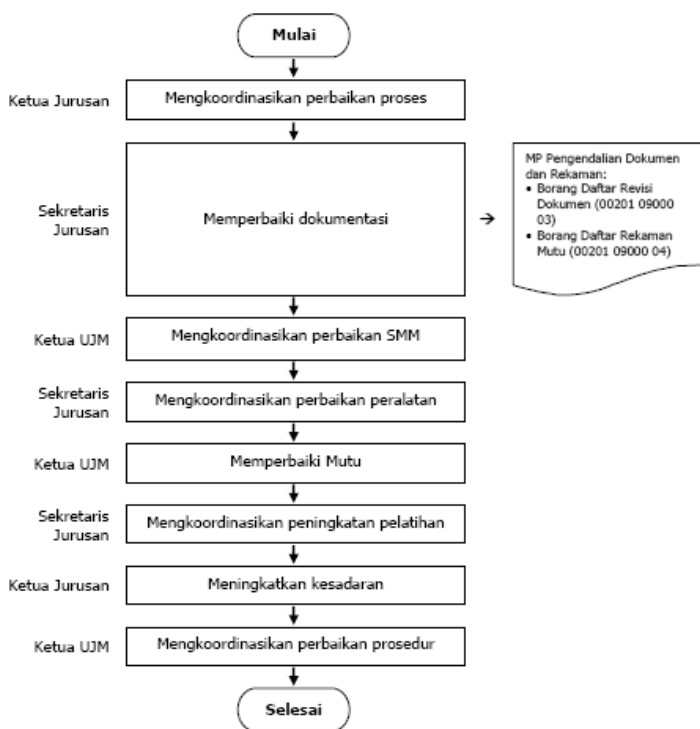 Mulai
Ketua Jurusan
Mengkoordinasikan perbaikan proses
Sekretaris
Jurusan
Memperbaiki dokumentasi
→
MP Pengendalian Dokumen
dan Rekaman:
• Borang Daftar Revisi
Dokumen (00201 09000
03)
• Borang Daftar Rekaman
Mutu (00201 09000 04)
Ketua UJM
Mengkoordinasikan perbaikan SMM
Sekretaris
Jurusan
Mengkoordinasikan perbaikan peralatan
Ketua UJM
Memperbaiki Mutu
Sekretaris
Jurusan
Mengkoordinasikan peningkatan pelatihan
Ketua Jurusan
Meningkatkan kesadaran
Ketua UJM
Mengkoordinasikan perbaikan prosedur
Selesai